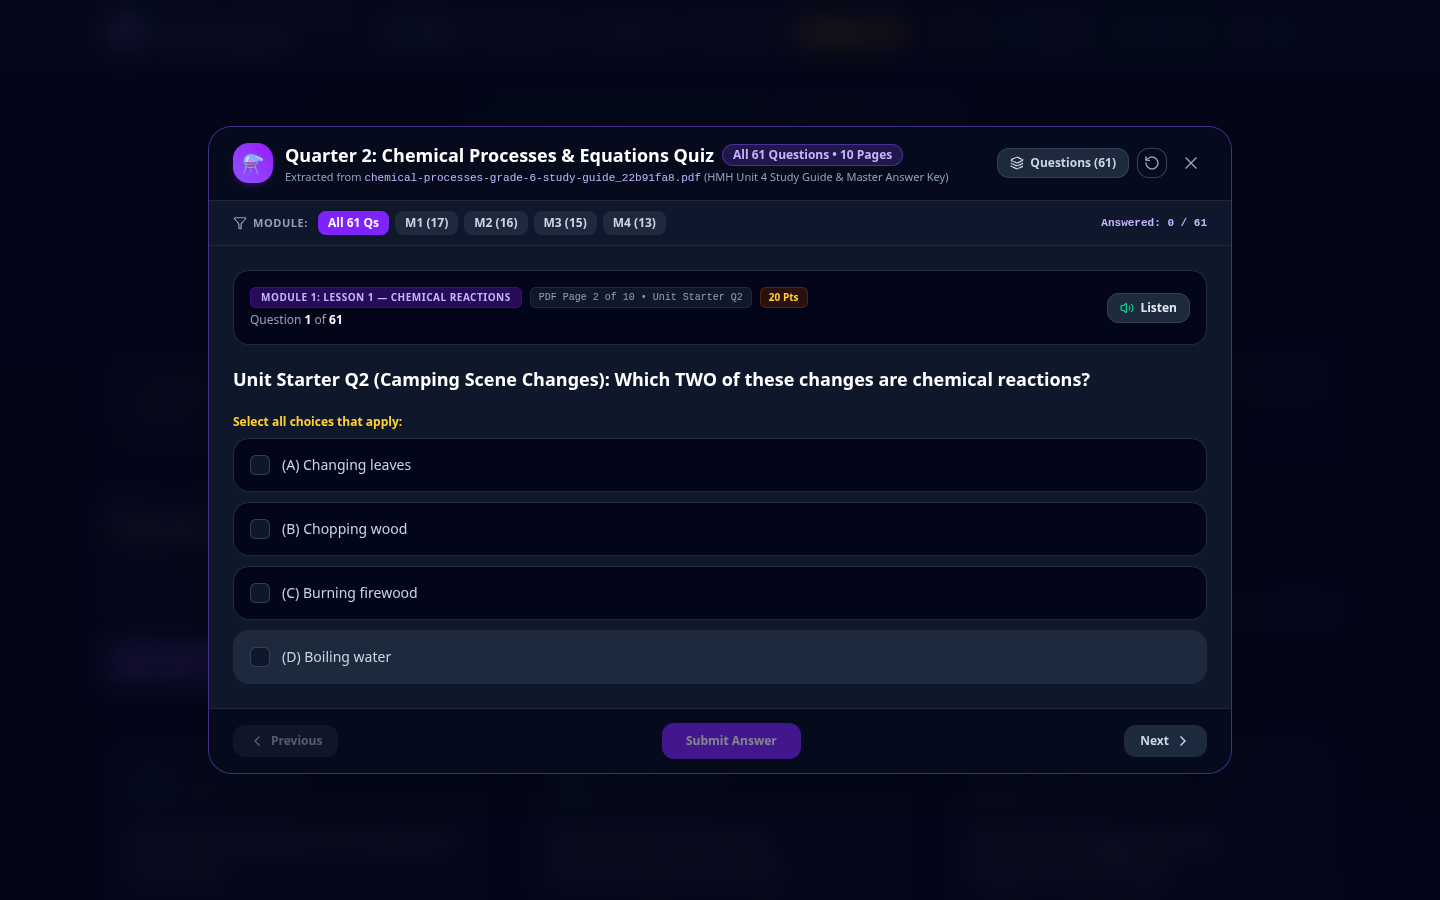 Quarter 2: Chemical Processes & Equations Quiz
All 61 Questions • 10 Pages
Extracted from chemical-processes-grade-6-study-guide_22b91fa8.pdf (HMH Unit 4 Study Guide & Master Answer Key)
Questions (61)
MODULE:
All 61 Qs
M1 (17)
M2 (16)
M3 (15)
M4 (13)
Answered: 0 / 61
MODULE 1: LESSON 1 — CHEMICAL REACTIONS
PDF Page 2 of 10 • Unit Starter Q2
20 Pts
Question 1 of 61
Listen
Unit Starter Q2 (Camping Scene Changes): Which TWO of these changes are chemical reactions?
Select all choices that apply:
(A) Changing leaves
(B) Chopping wood
(C) Burning firewood
(D) Boiling water
Previous
Submit Answer
Next